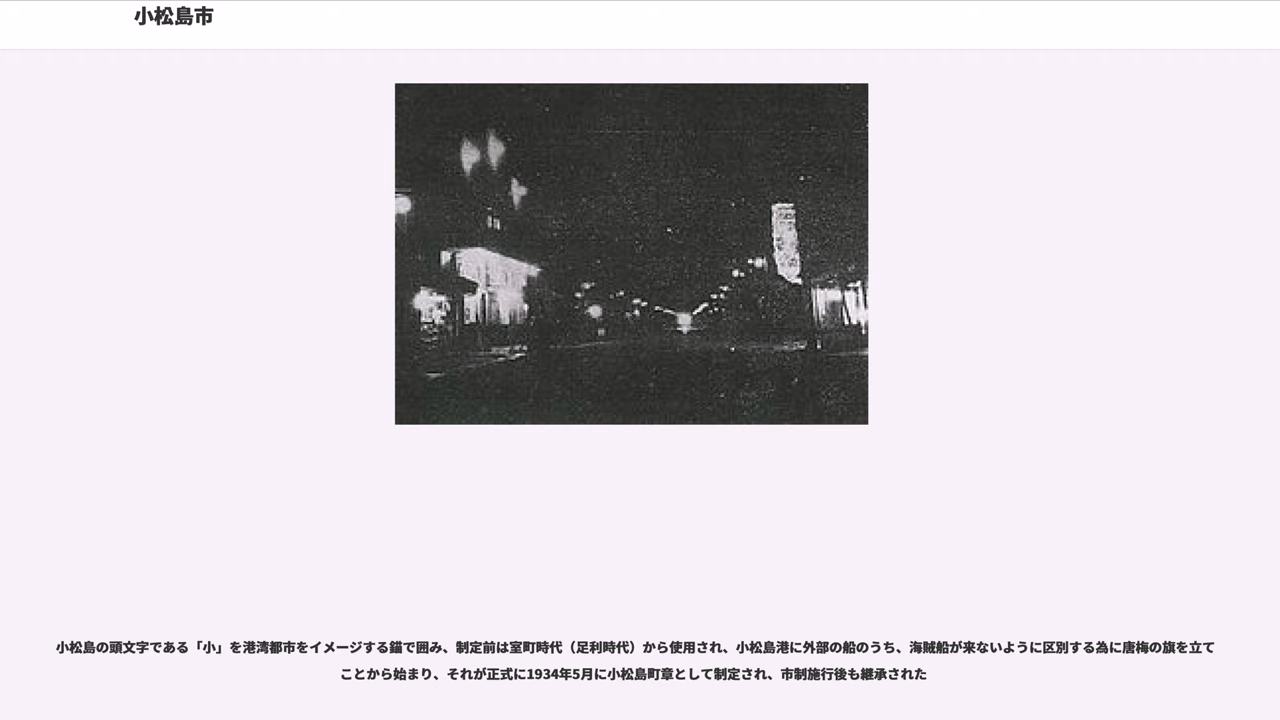 小松島市
小松島の頭文字である「小」を港湾都市をイメージする錨で囲み、制定前は室町時代（足利時代）から使用され、小松島港に外部の船のうち、海賊船が来ないように区別する為に唐梅の旗を立て
ことから始まり、それが正式に1934年5月に小松島町章として制定され、市制施行後も継承された